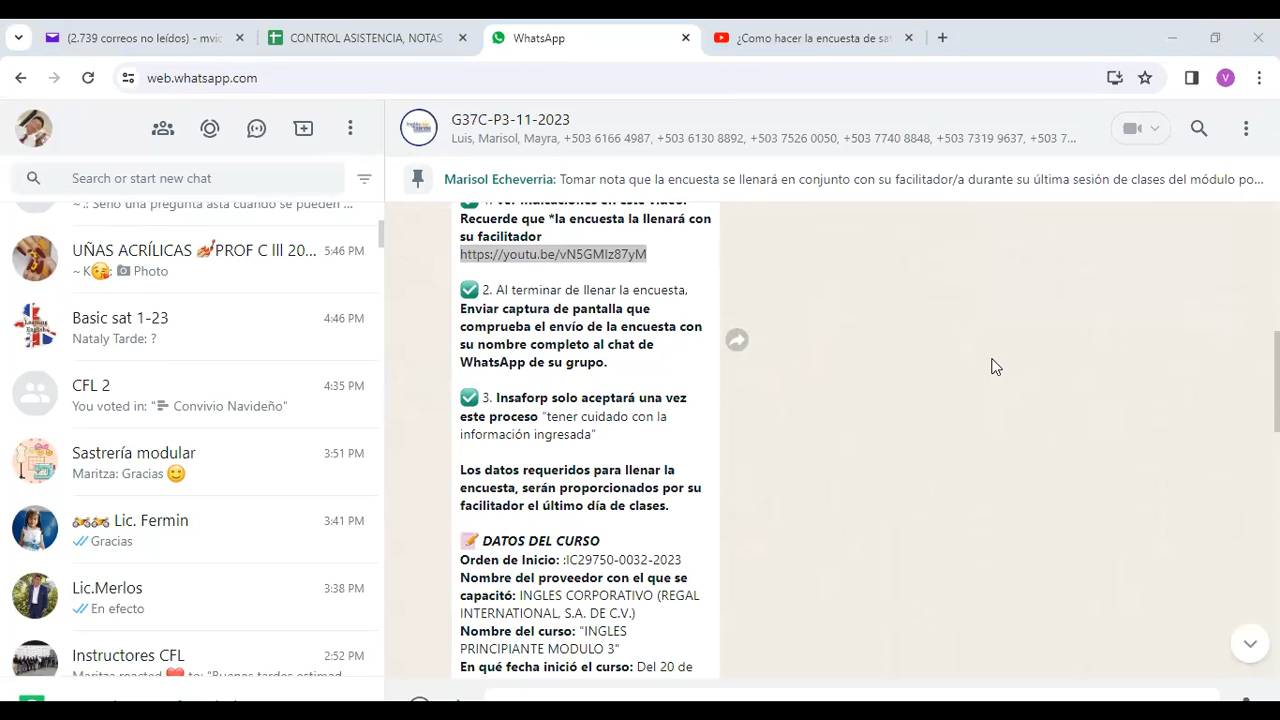 (2.739 correos no leídos) - mvic
CONTROL ASISTENCIA, NOTAS
WhatsApp
¿Como hacer la encuesta de sat
web.whatsapp.com
V
Search or start new chat
~ .: Seño una pregunta asta cuando se pueden ...
UÑAS ACRÍLICAS 💅PROF C lll 20... 5:46 PM
~ K😘: 📷 Photo
Basic sat 1-23 4:46 PM
Nataly Tarde: ?
CFL 2 4:35 PM
You voted in: " Convivio Navideño"
Sastrería modular 3:51 PM
Maritza: Gracias 🙂
🏍️🏍️ Lic. Fermin 3:41 PM
Gracias
Lic.Merlos 3:38 PM
En efecto
Instructores CFL 2:52 PM
Maritza reacted ❤️ to: "Buenas tardes estimad...
G37C-P3-11-2023
Luis, Marisol, Mayra, +503 6166 4987, +503 6130 8892, +503 7526 0050, +503 7740 8848, +503 7319 9637, +503 7...
Marisol Echeverria: Tomar nota que la encuesta se llenará en conjunto con su facilitador/a durante su última sesión de clases del módulo po...
✅ 1. Ver indicaciones en este video.
Recuerde que *la encuesta la llenará con
su facilitador
https://youtu.be/vN5GMIz87yM
✅ 2. Al terminar de llenar la encuesta,
Enviar captura de pantalla que
comprueba el envío de la encuesta con
su nombre completo al chat de
WhatsApp de su grupo.
✅ 3. Insaforp solo aceptará una vez
este proceso "tener cuidado con la
información ingresada"
Los datos requeridos para llenar la
encuesta, serán proporcionados por su
facilitador el último día de clases.
📝 DATOS DEL CURSO
Orden de Inicio: :IC29750-0032-2023
Nombre del proveedor con el que se
capacitó: INGLES CORPORATIVO (REGAL
INTERNATIONAL, S.A. DE C.V.)
Nombre del curso: "INGLES
PRINCIPIANTE MODULO 3"
En qué fecha inició el curso: Del 20 de